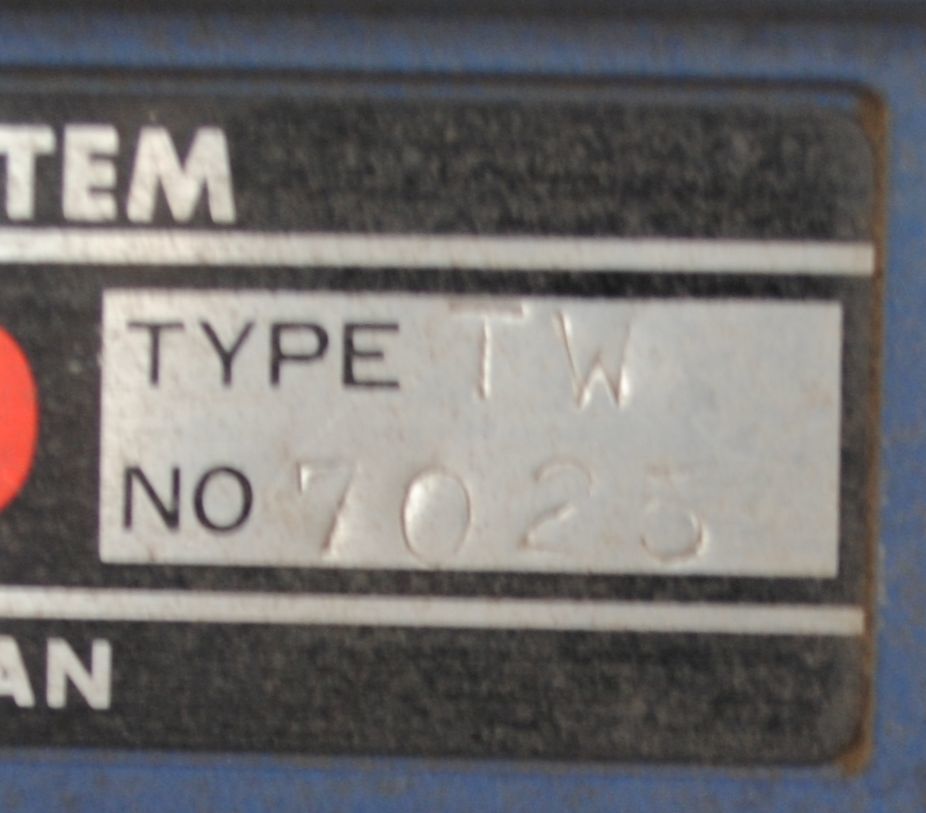 TEM
TYPE TW
NO 7025
AN